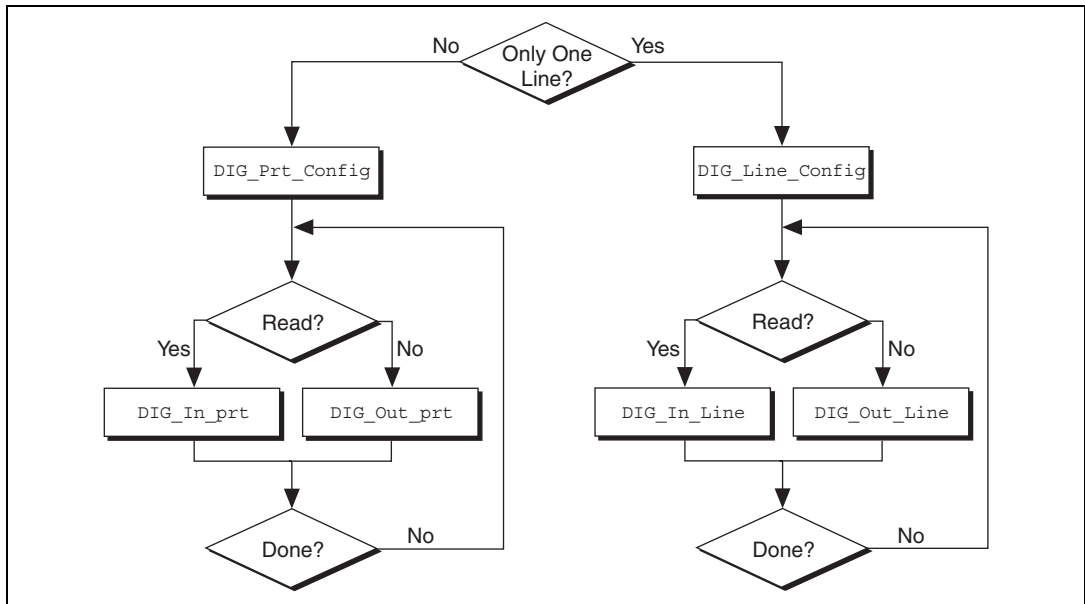 No
Only One
Line?
Yes
DIG_Prt_Config
DIG_Line_Config
Read?
Yes
No
Read?
Yes
No
DIG_In_prt
DIG_Out_prt
DIG_In_Line
DIG_Out_Line
Done?
No
Done?
No